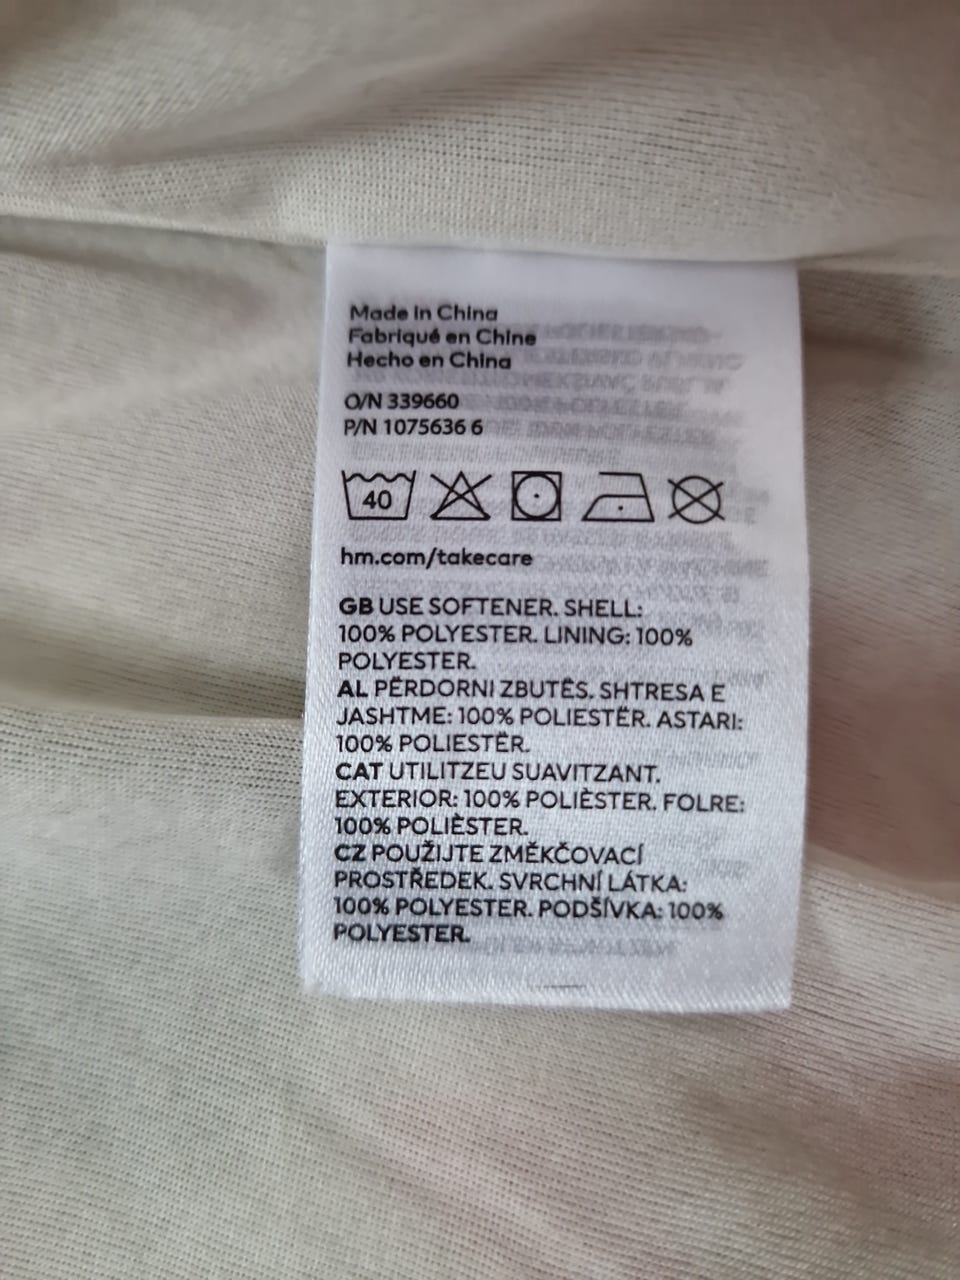 Made in China
Fabriqué en Chine
Hecho en China
O/N 339660
P/N 1075636 6
40
hm.com/takecare
GB USE SOFTENER. SHELL:
100% POLYESTER. LINING: 100%
POLYESTER.
AL PËRDORNI ZBUTËS. SHTRESA E
JASHTME: 100% POLIESTËR. ASTARI:
100% POLIESTËR.
CAT UTILITZEU SUAVITZANT.
EXTERIOR: 100% POLIÈSTER. FOLRE:
100% POLIÈSTER.
CZ POUŽIJTE ZMĚKČOVACÍ
PROSTŘEDEK. SVRCHNÍ LÁTKA:
100% POLYESTER. PODŠÍVKA: 100%
POLYESTER.